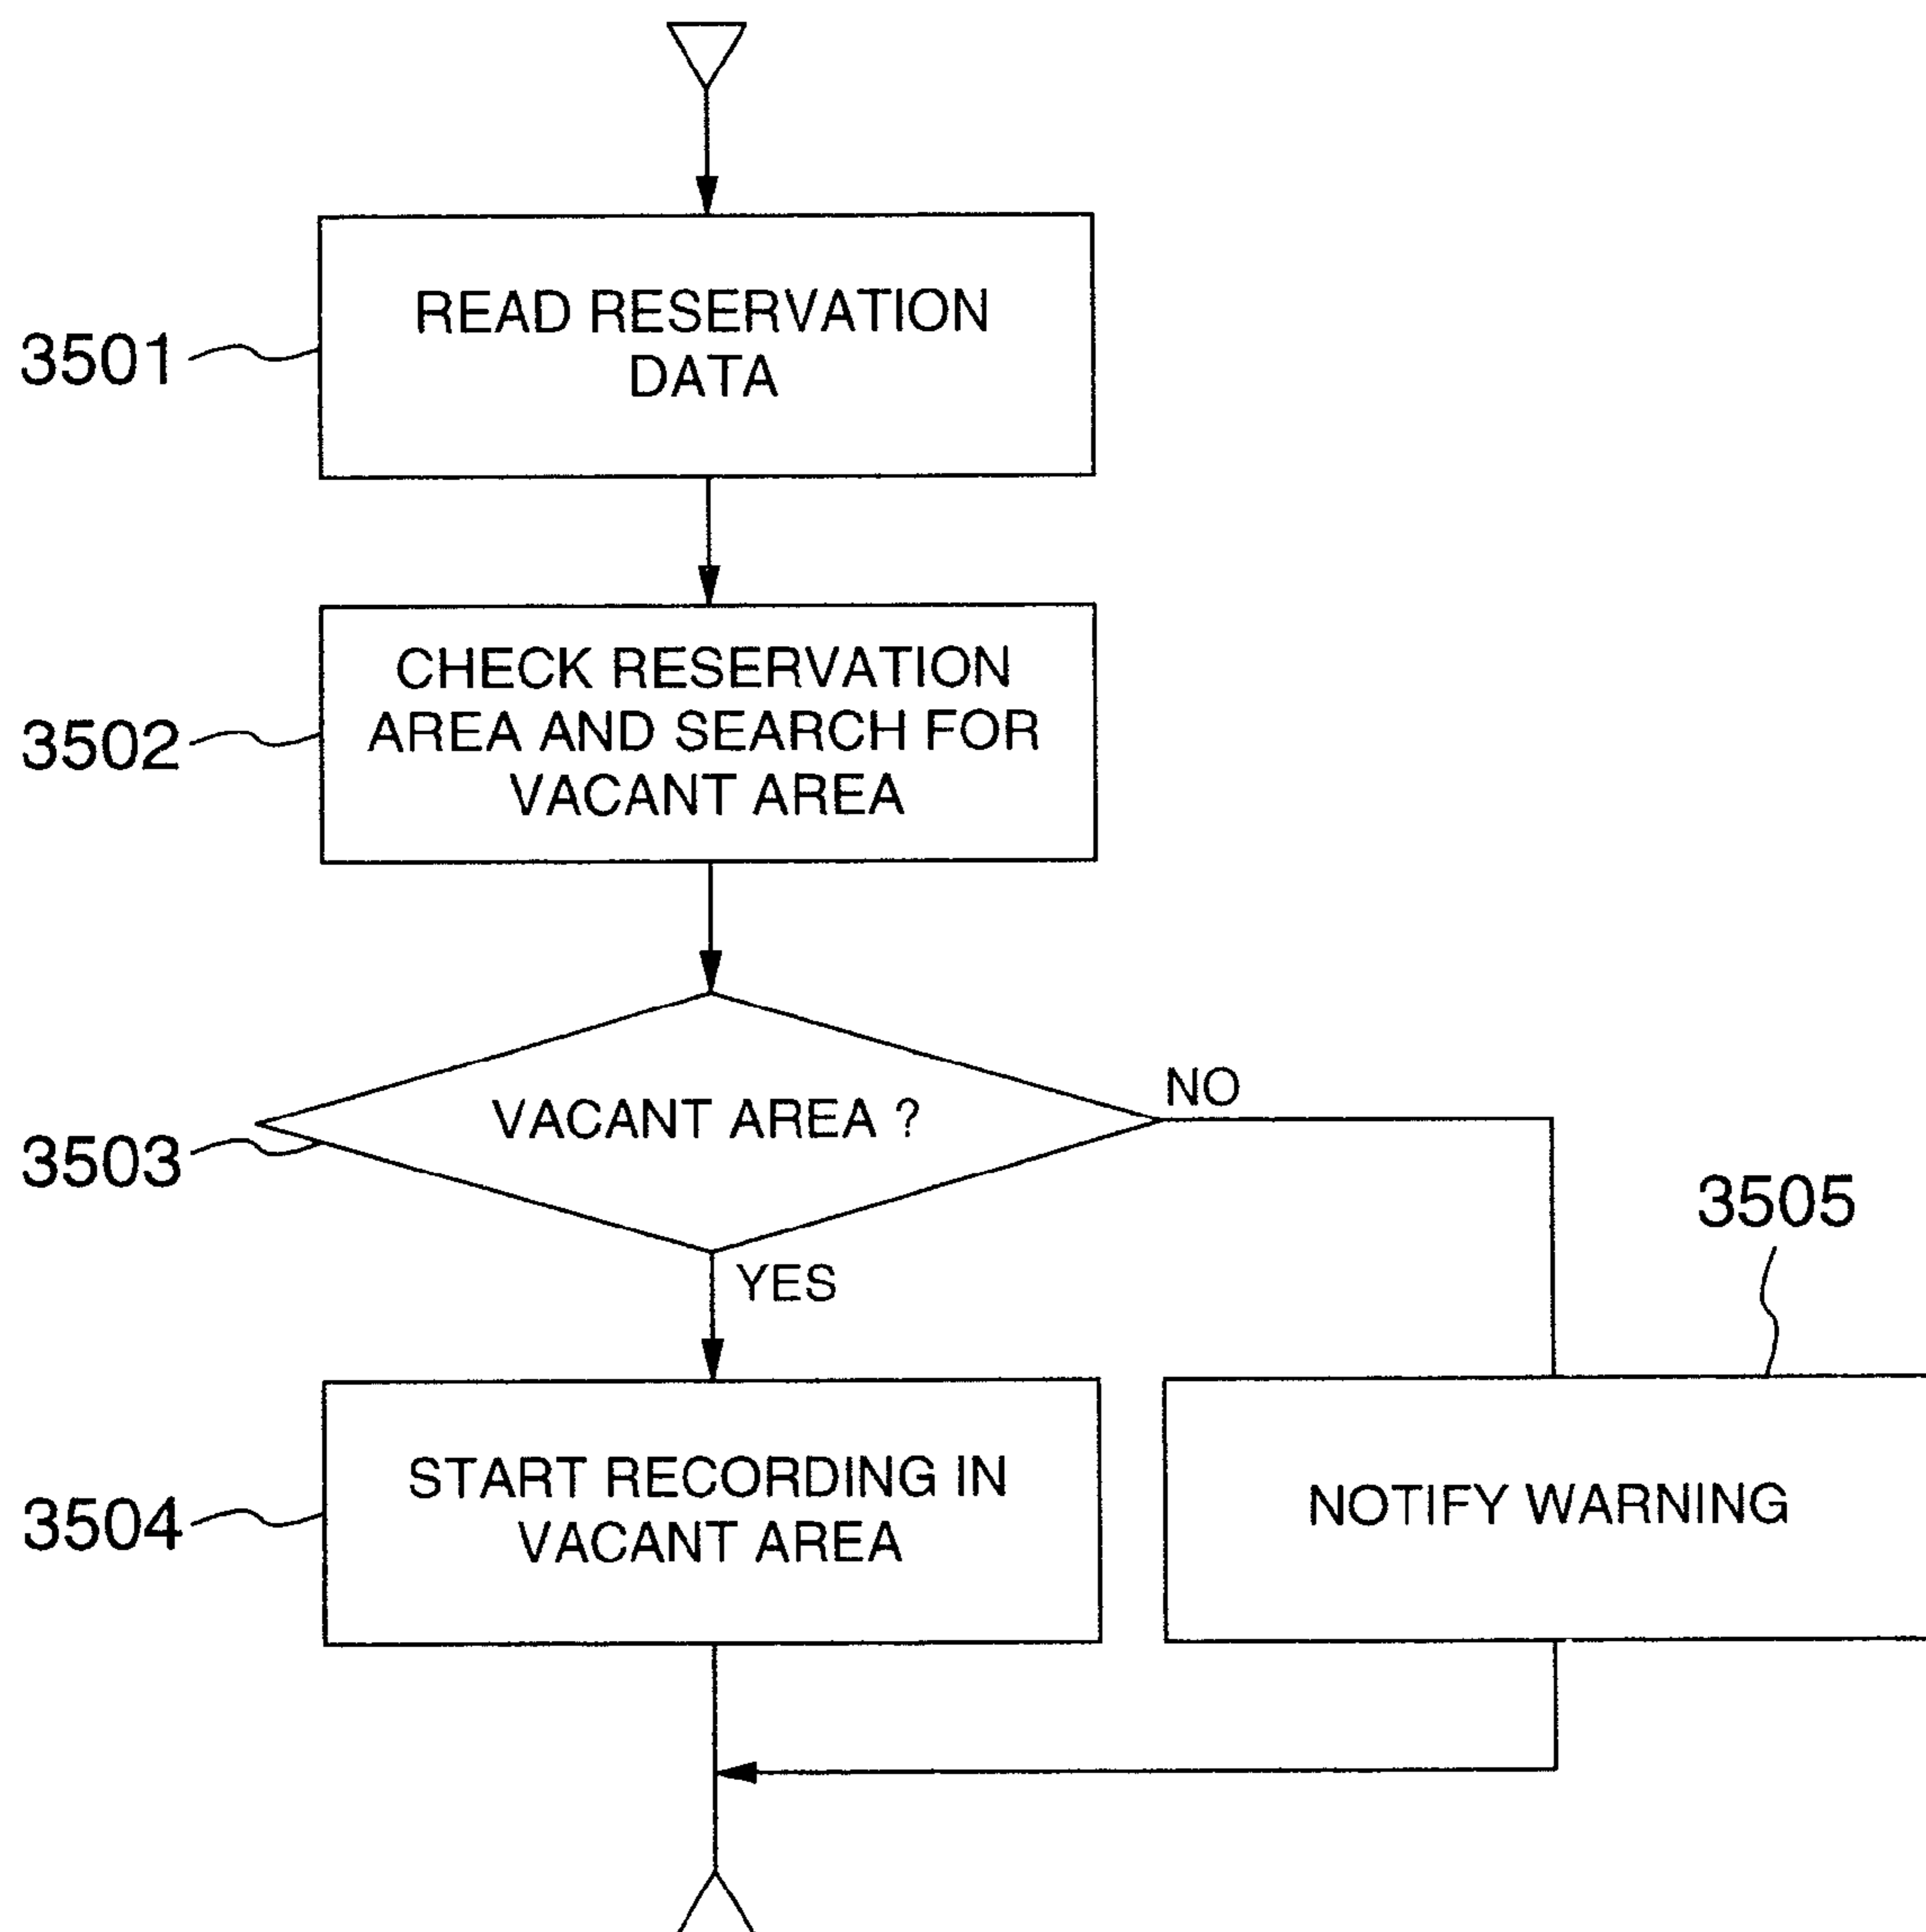 READ RESERVATION
DATA
3501
CHECK RESERVATION
AREA AND SEARCH FOR
VACANT AREA
3502
VACANT AREA ?
NO
3503
3505
YES
START RECORDING IN
VACANT AREA
3504
NOTIFY WARNING